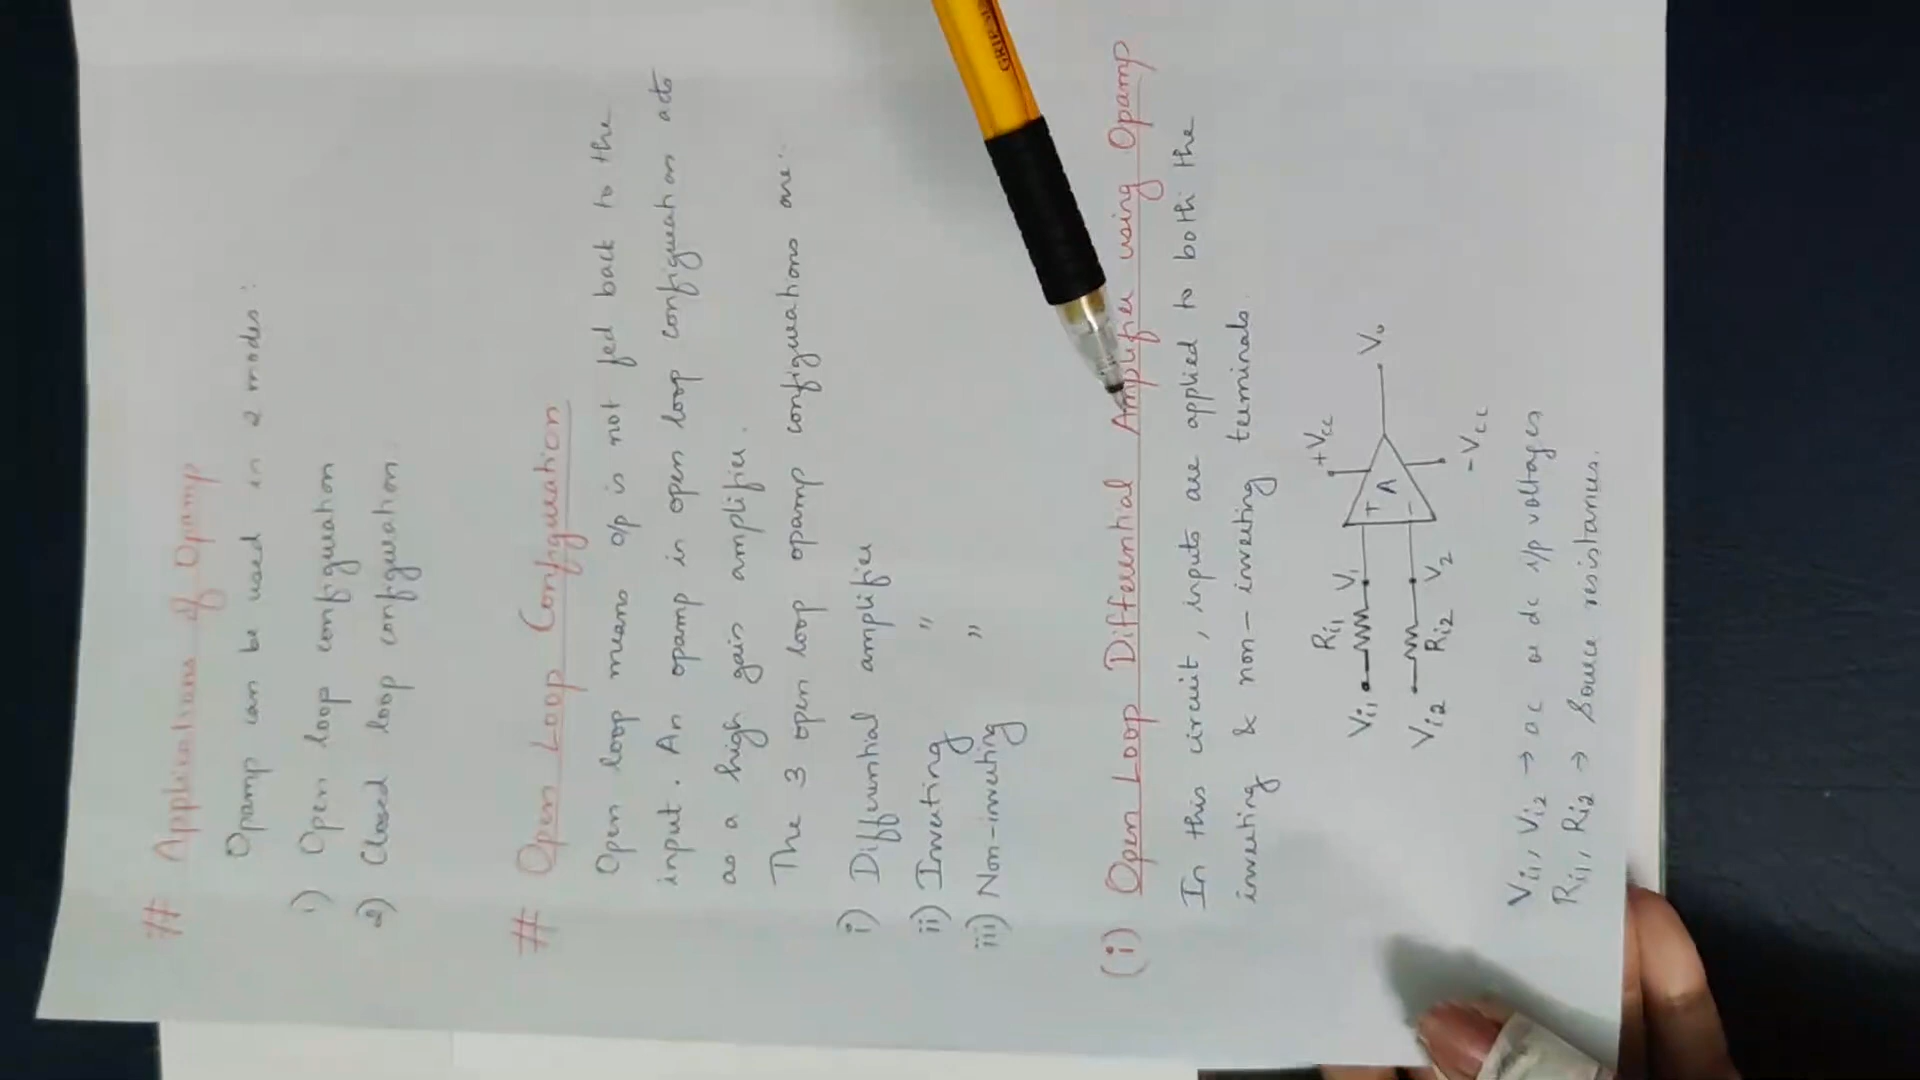 # Applications of Opamp
Opamp can be used in 2 modes :
1) Open loop configuration
2) Closed loop configuration
# Open Loop Configuration
Open loop means o/p is not fed back to the
input. An opamp in open loop configuration acts
as a high gain amplifier.
The 3 open loop opamp configurations are:
i) Differential amplifier
ii) Inverting "
iii) Non-inverting "
(i) Open Loop Differential Amplifier using Opamp
In this circuit, inputs are applied to both the
inverting & non-inverting terminals.
+Vcc
Ri1 V1
Vi1 + A Vo
Vi2 -
Ri2 V2
-Vcc
Vi1, Vi2 → ac or dc i/p voltages
Ri1, Ri2 → Source resistances.